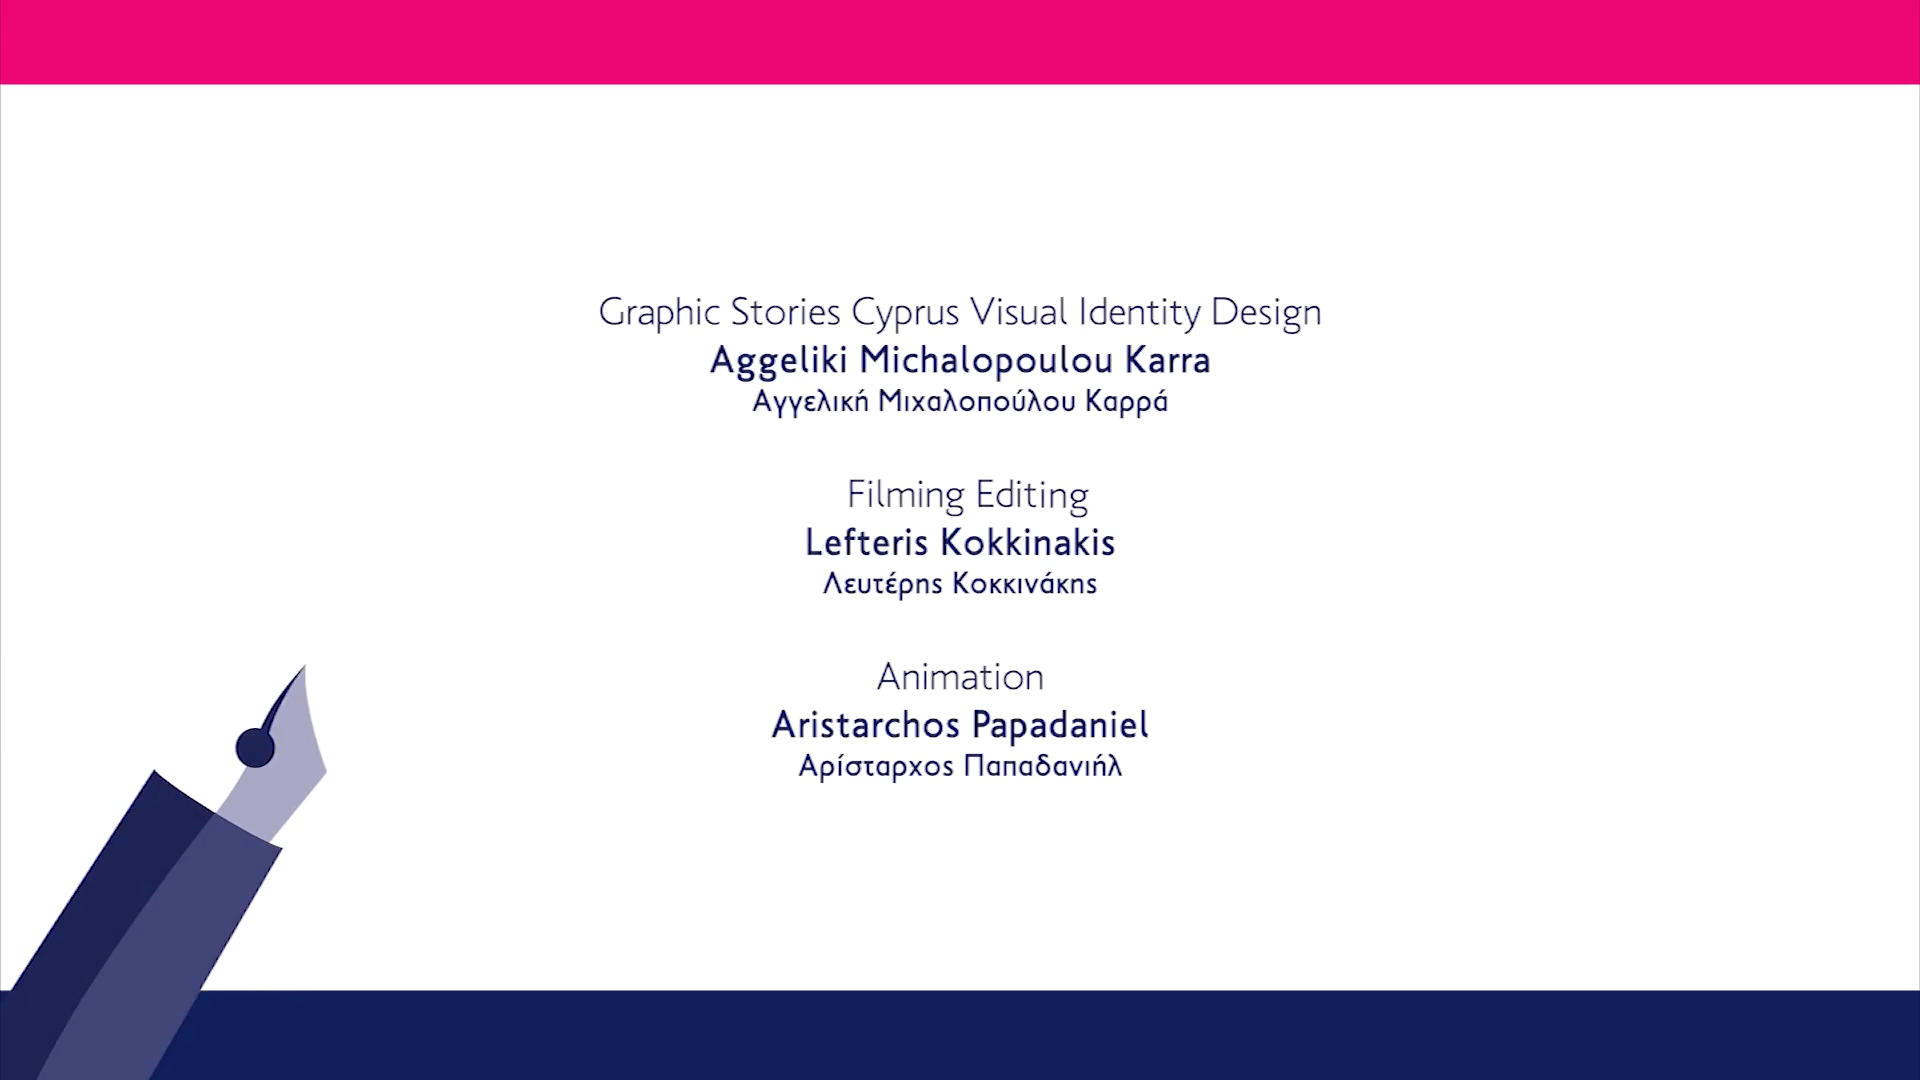 Graphic Stories Cyprus Visual Identity Design
Aggeliki Michalopoulou Karra
Αγγελική Μιχαλοπούλου Καρρά
Filming Editing
Lefteris Kokkinakis
Λευτέρης Κοκκινάκης
Animation
Aristarchos Papadaniel
Αρίσταρχος Παπαδανιήλ